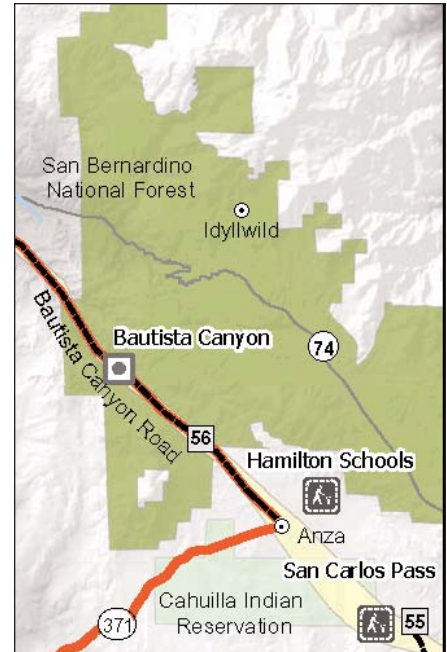 San Bernardino
National Forest
Idyllwild
Bautista Canyon
74
Bautista Canyon Road
56
Hamilton Schools
Anza
San Carlos Pass
Cahuilla Indian
Reservation
371
55